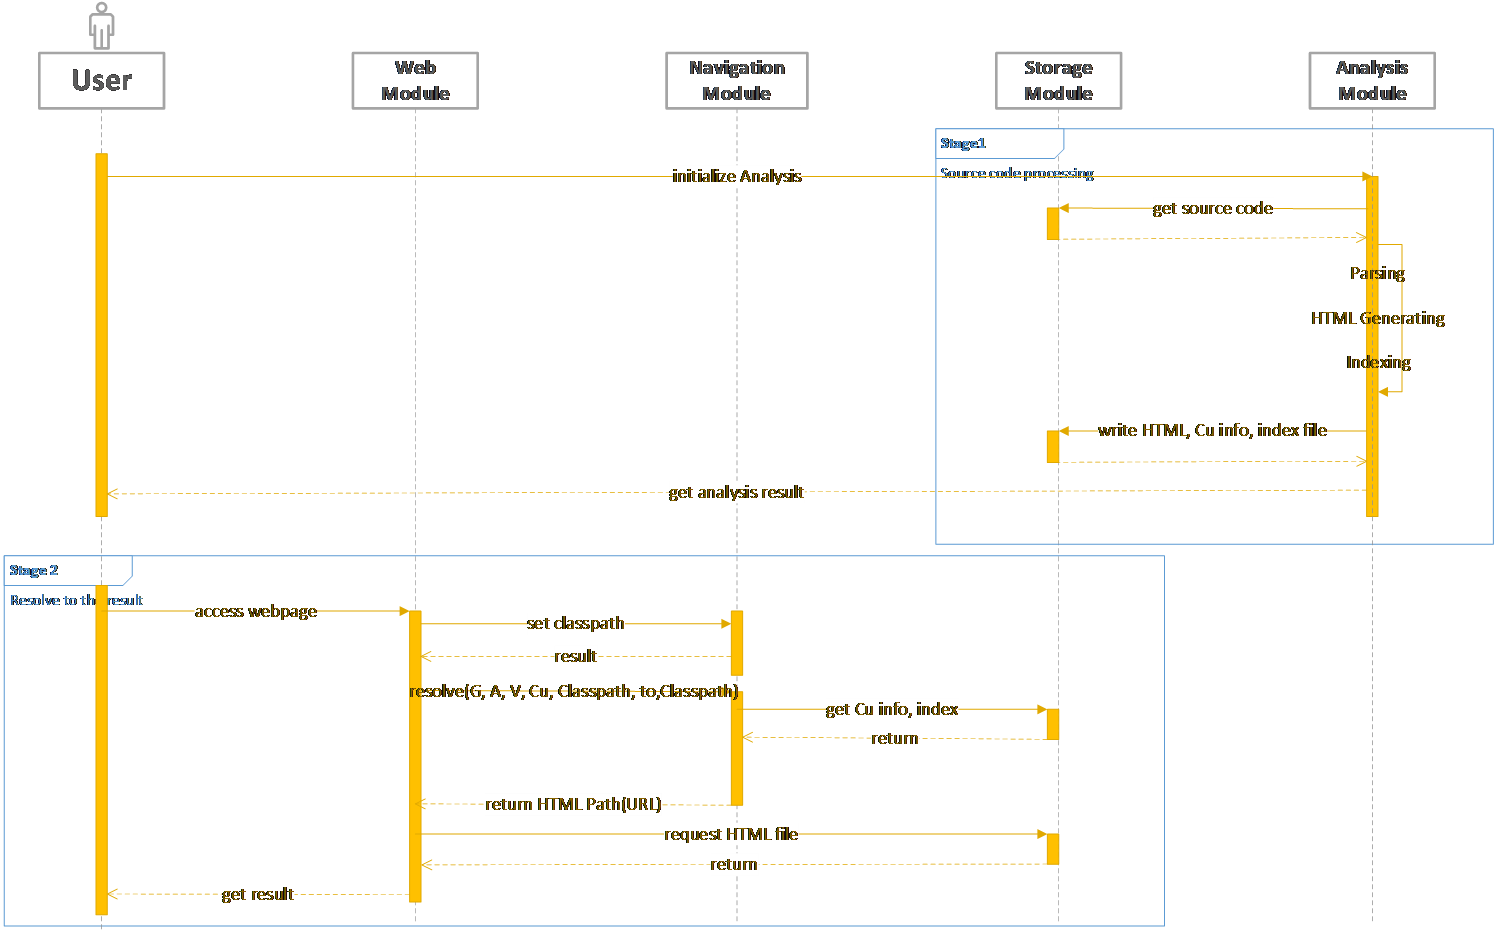 User
Web
Module
Navigation
Module
Storage
Module
Analysis
Module
Stage1
Source code processing
initialize Analysis
get source code
Parsing
HTML Generating
Indexing
write HTML, Cu info, index file
get analysis result
Stage 2
Resolve to the result
access webpage
set classpath
result
resolve(G, A, V, Cu, Classpath, to,Classpath)
get Cu info, index
return
return HTML Path(URL)
request HTML file
return
get result